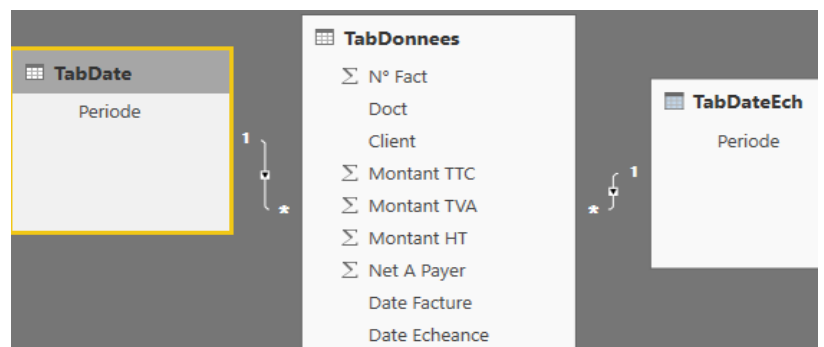 TabDate
Periode
1
*
TabDonnees
Σ N° Fact
Doct
Client
Σ Montant TTC
Σ Montant TVA
Σ Montant HT
Σ Net A Payer
Date Facture
Date Echeance
1
*
TabDateEch
Periode